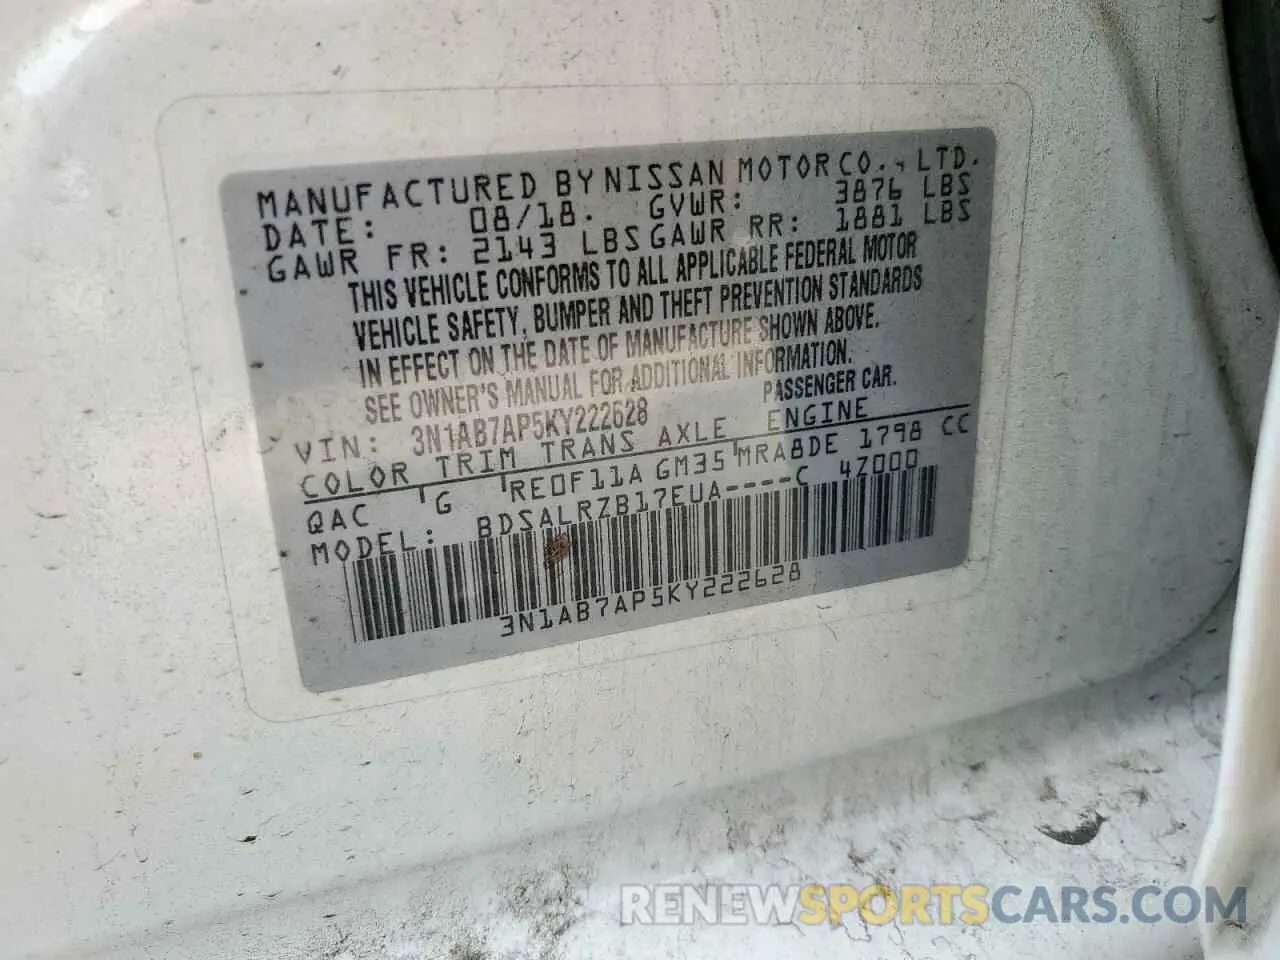 MANUFACTURED BY NISSAN MOTOR CO., LTD.
DATE: 08/18. GVWR: 3876 LBS
GAWR FR: 2143 LBS GAWR RR: 1881 LBS
THIS VEHICLE CONFORMS TO ALL APPLICABLE FEDERAL MOTOR
VEHICLE SAFETY, BUMPER AND THEFT PREVENTION STANDARDS
IN EFFECT ON THE DATE OF MANUFACTURE SHOWN ABOVE.
SEE OWNER'S MANUAL FOR ADDITIONAL INFORMATION.
PASSENGER CAR.
VIN: 3N1AB7AP5KY222628
COLOR TRIM TRANS AXLE ENGINE
QAC G RE0F11A GM35 MRA8DE 1798 CC
MODEL: BDSALRZB17EUA----C 4Z000
3N1AB7AP5KY222628
RENEWSPORTSCARS.COM